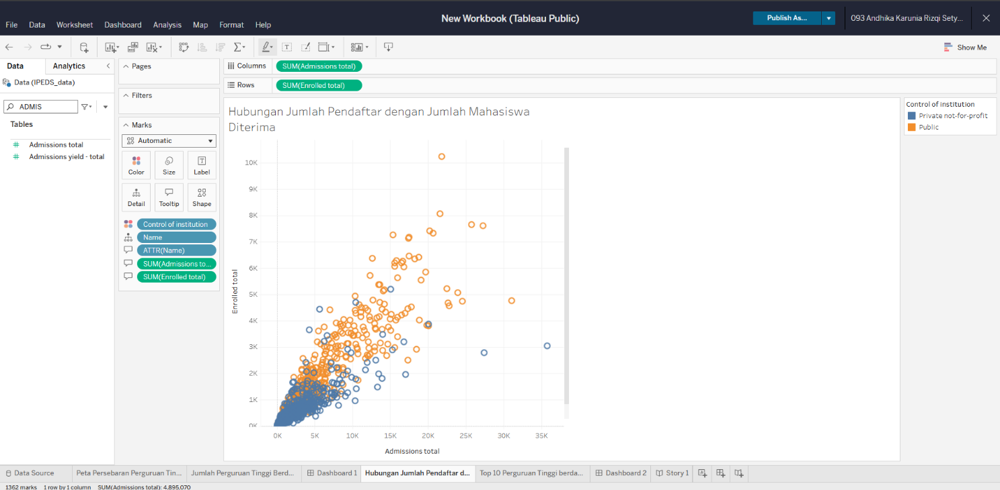 New Workbook (Tableau Public)
Publish As...
093 Andhika Karunia Rizqi Sety...
File Data Worksheet Dashboard Analysis Map Format Help
Show Me
Data Analytics
Data (IPEDS_data)
ADMIS
Tables
Admissions total
Admissions yield - total
Pages
Filters
Marks
Automatic
Color Size Label
Detail Tooltip Shape
Control of institution
Name
ATTR(Name)
SUM(Admissions to...
SUM(Enrolled total)
Columns SUM(Admissions total)
Rows SUM(Enrolled total)
Hubungan Jumlah Pendaftar dengan Jumlah Mahasiswa
Diterima
10K
9K
8K
7K
6K
5K
4K
3K
2K
1K
0K
Enrolled total
0K 5K 10K 15K 20K 25K 30K 35K
Admissions total
Control of institution
Private not-for-profit
Public
Data Source Peta Persebaran Perguruan Tin... Jumlah Perguruan Tinggi Berd... Dashboard 1 Hubungan Jumlah Pendaftar d... Top 10 Perguruan Tinggi berda... Dashboard 2 Story 1
1362 marks 1 row by 1 column SUM(Admissions total): 4,895,070